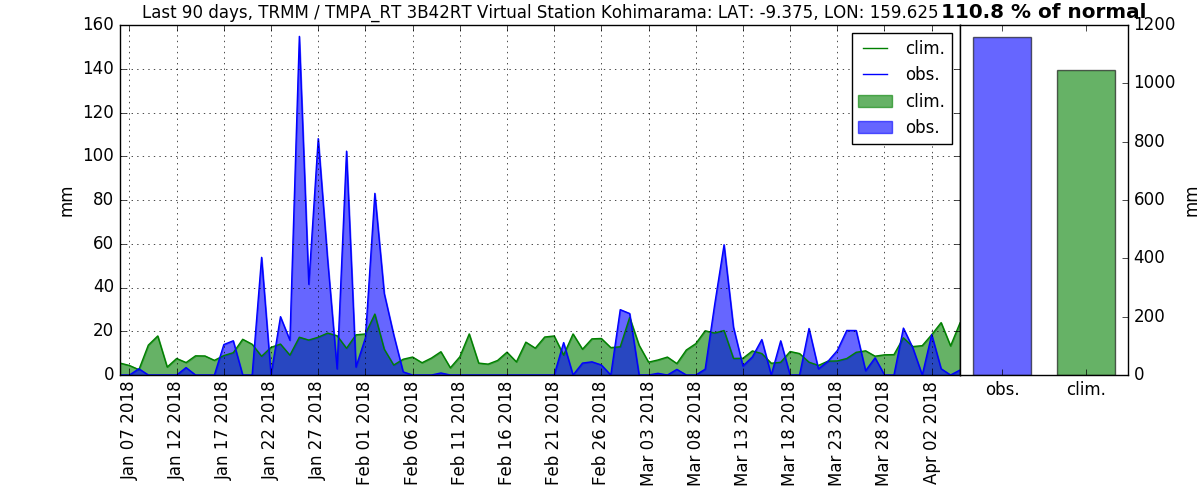 Last 90 days, TRMM / TMPA_RT 3B42RT Virtual Station Kohimarama: LAT: -9.375, LON: 159.625
110.8 % of normal
160
140
120
100
80
60
40
20
0
mm
clim.
obs.
clim.
obs.
Jan 07 2018
Jan 12 2018
Jan 17 2018
Jan 22 2018
Jan 27 2018
Feb 01 2018
Feb 06 2018
Feb 11 2018
Feb 16 2018
Feb 21 2018
Feb 26 2018
Mar 03 2018
Mar 08 2018
Mar 13 2018
Mar 18 2018
Mar 23 2018
Mar 28 2018
Apr 02 2018
1200
1000
800
600
400
200
0
mm
obs.
clim.